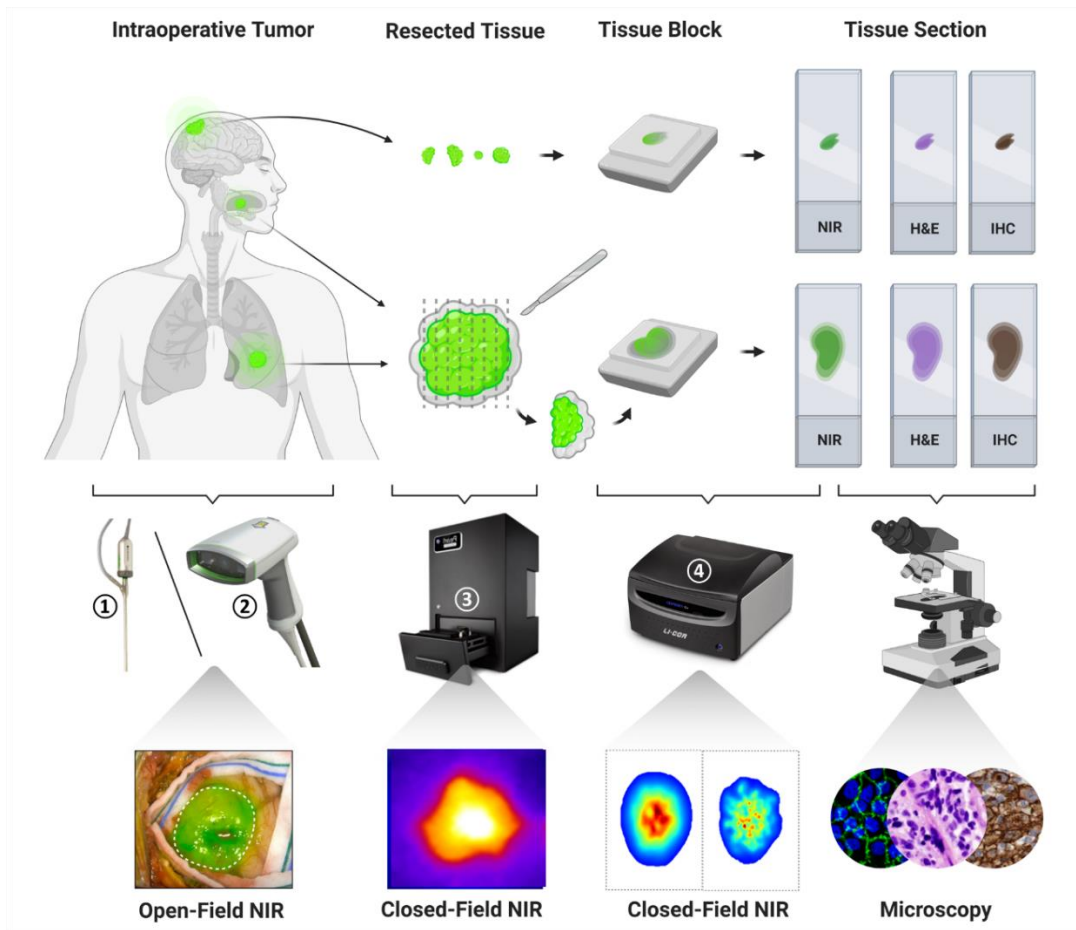 Intraoperative Tumor
Resected Tissue
Tissue Block
Tissue Section
NIR
H&E
IHC
NIR
H&E
IHC
①
②
③
④
LI-COR
Open-Field NIR
Closed-Field NIR
Closed-Field NIR
Microscopy